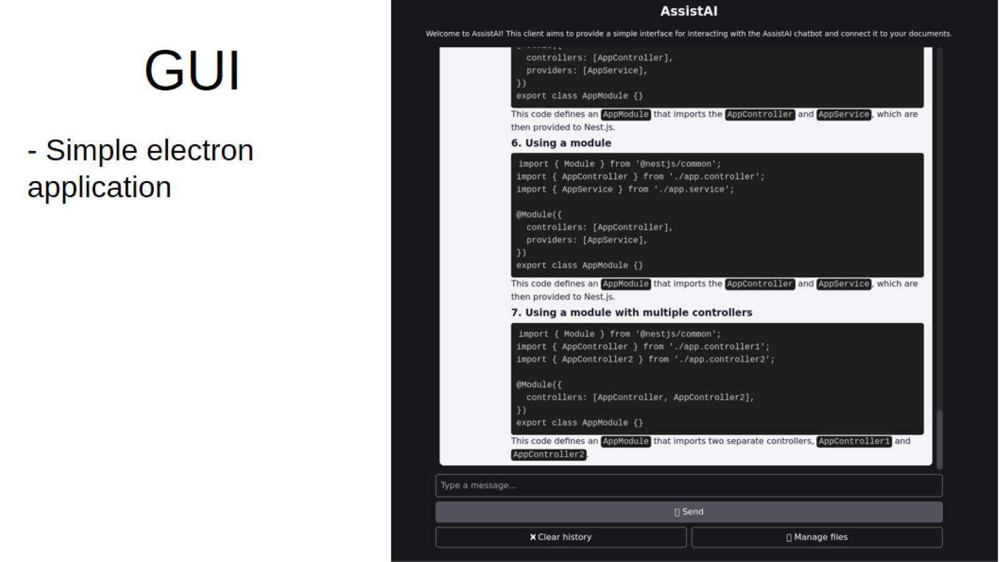 GUI
- Simple electron
application
AssistAI
Welcome to AssistAI! This client aims to provide a simple interface for interacting with the AssistAI chatbot and connect it to your documents.
@Module({
  controllers: [AppController],
  providers: [AppService],
})
export class AppModule {}
This code defines an AppModule that imports the AppController and AppService, which are
then provided to Nest.js.
6. Using a module
import { Module } from '@nestjs/common';
import { AppController } from './app.controller';
import { AppService } from './app.service';
@Module({
  controllers: [AppController],
  providers: [AppService],
})
export class AppModule {}
This code defines an AppModule that imports the AppController and AppService, which are
then provided to Nest.js.
7. Using a module with multiple controllers
import { Module } from '@nestjs/common';
import { AppController } from './app.controller1';
import { AppController2 } from './app.controller2';
@Module({
  controllers: [AppController, AppController2],
})
export class AppModule {}
This code defines an AppModule that imports two separate controllers, AppController1 and
AppController2.
Type a message...
Send
Clear history
Manage files